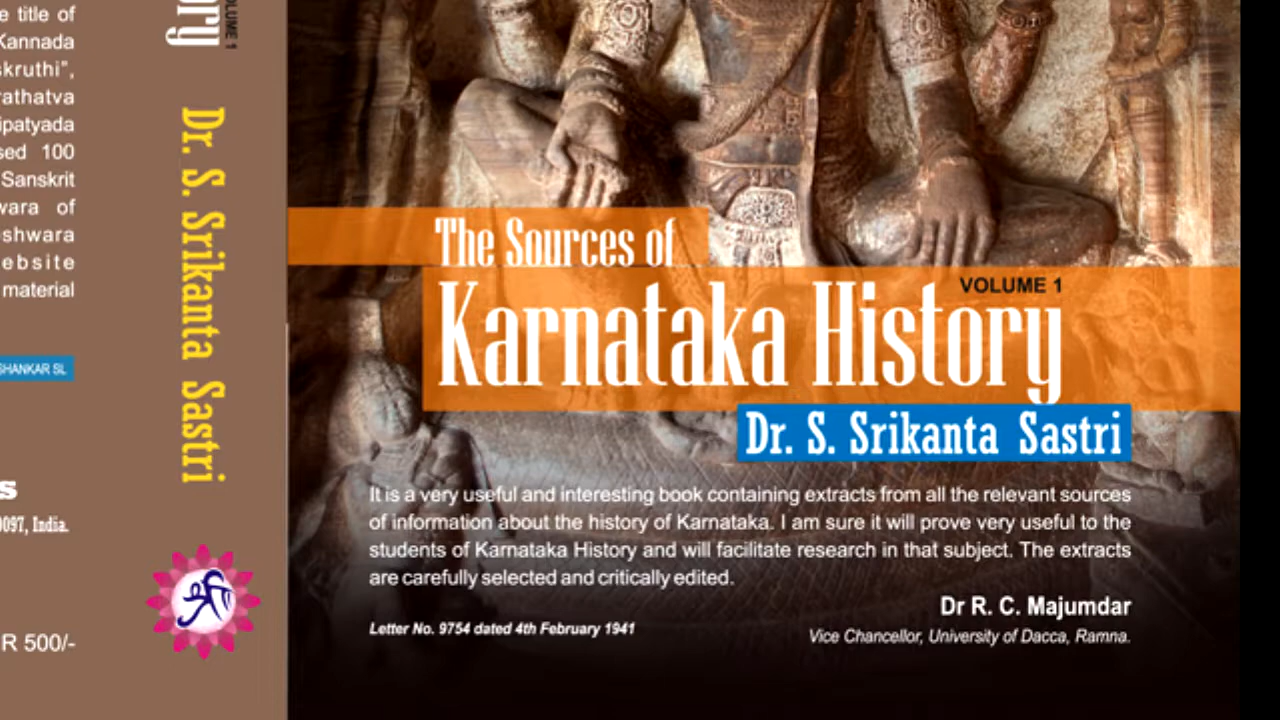 e title of
Kannada
skruthi",
rathatva
ipatyada
sed 100
Sanskrit
wara of
shwara
ebsite
material
SHANKAR SL
s
0097, India.
R 500/-
ory
VOLUME 1
Dr. S. Srikanta Sastri
श्री
The Sources of
VOLUME 1
Karnataka History
Dr. S. Srikanta Sastri
It is a very useful and interesting book containing extracts from all the relevant sources
of information about the history of Karnataka. I am sure it will prove very useful to the
students of Karnataka History and will facilitate research in that subject. The extracts
are carefully selected and critically edited.
Dr R. C. Majumdar
Letter No. 9754 dated 4th February 1941
Vice Chancellor, University of Dacca, Ramna.